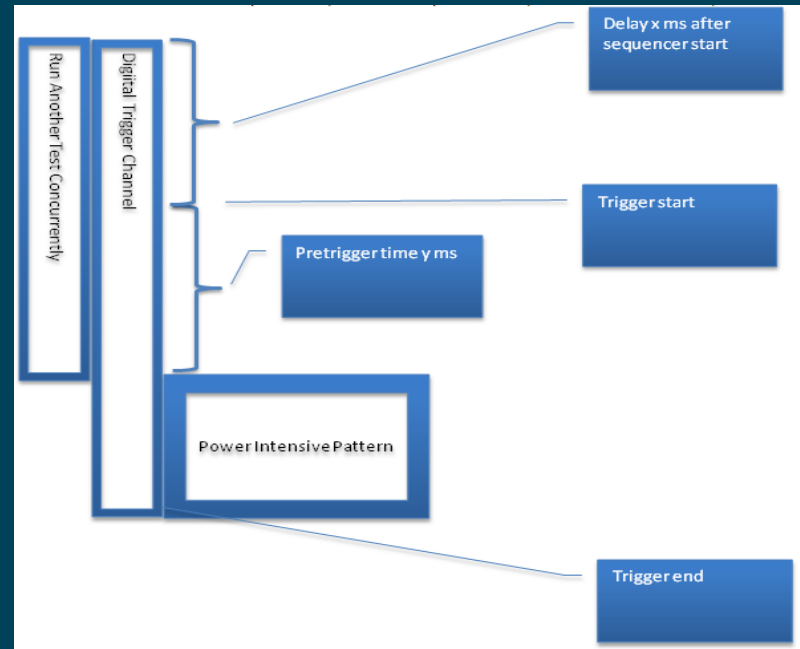 Delay x ms after
sequencer start
Run Another Test Concurrently
Digiital Trigger Channel
Trigger start
Pretrigger time y ms
Power Intensive Pattern
Trigger end